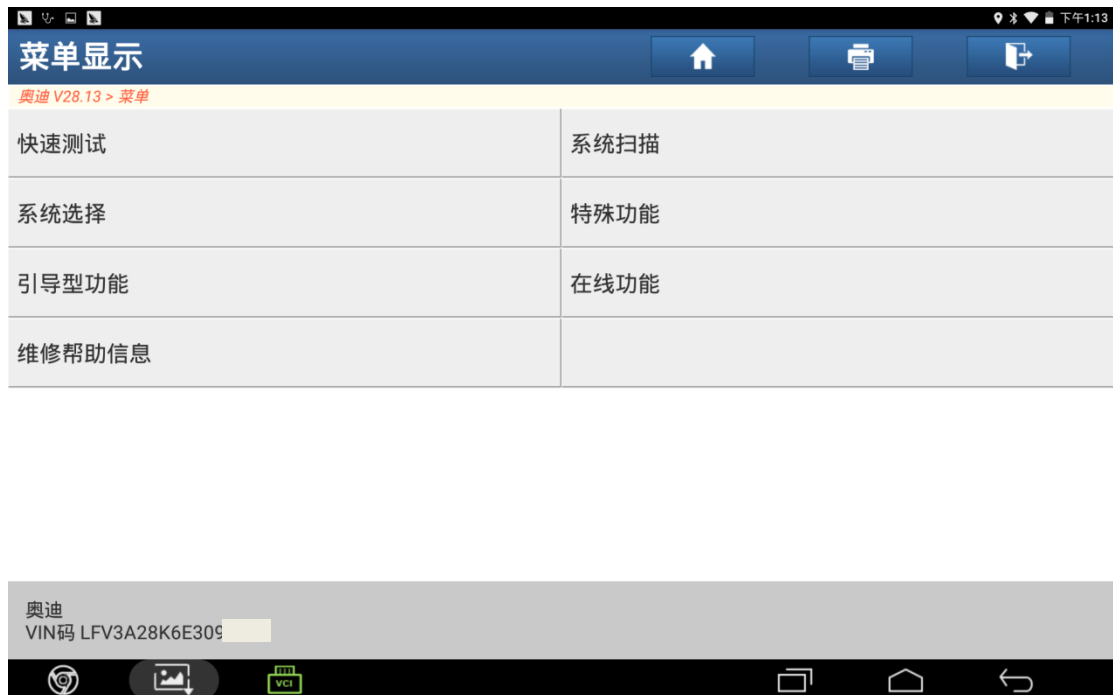 下午1:13
菜单显示
奥迪 V28.13 > 菜单
快速测试
系统扫描
系统选择
特殊功能
引导型功能
在线功能
维修帮助信息
奥迪
VIN码 LFV3A28K6E309
VCI